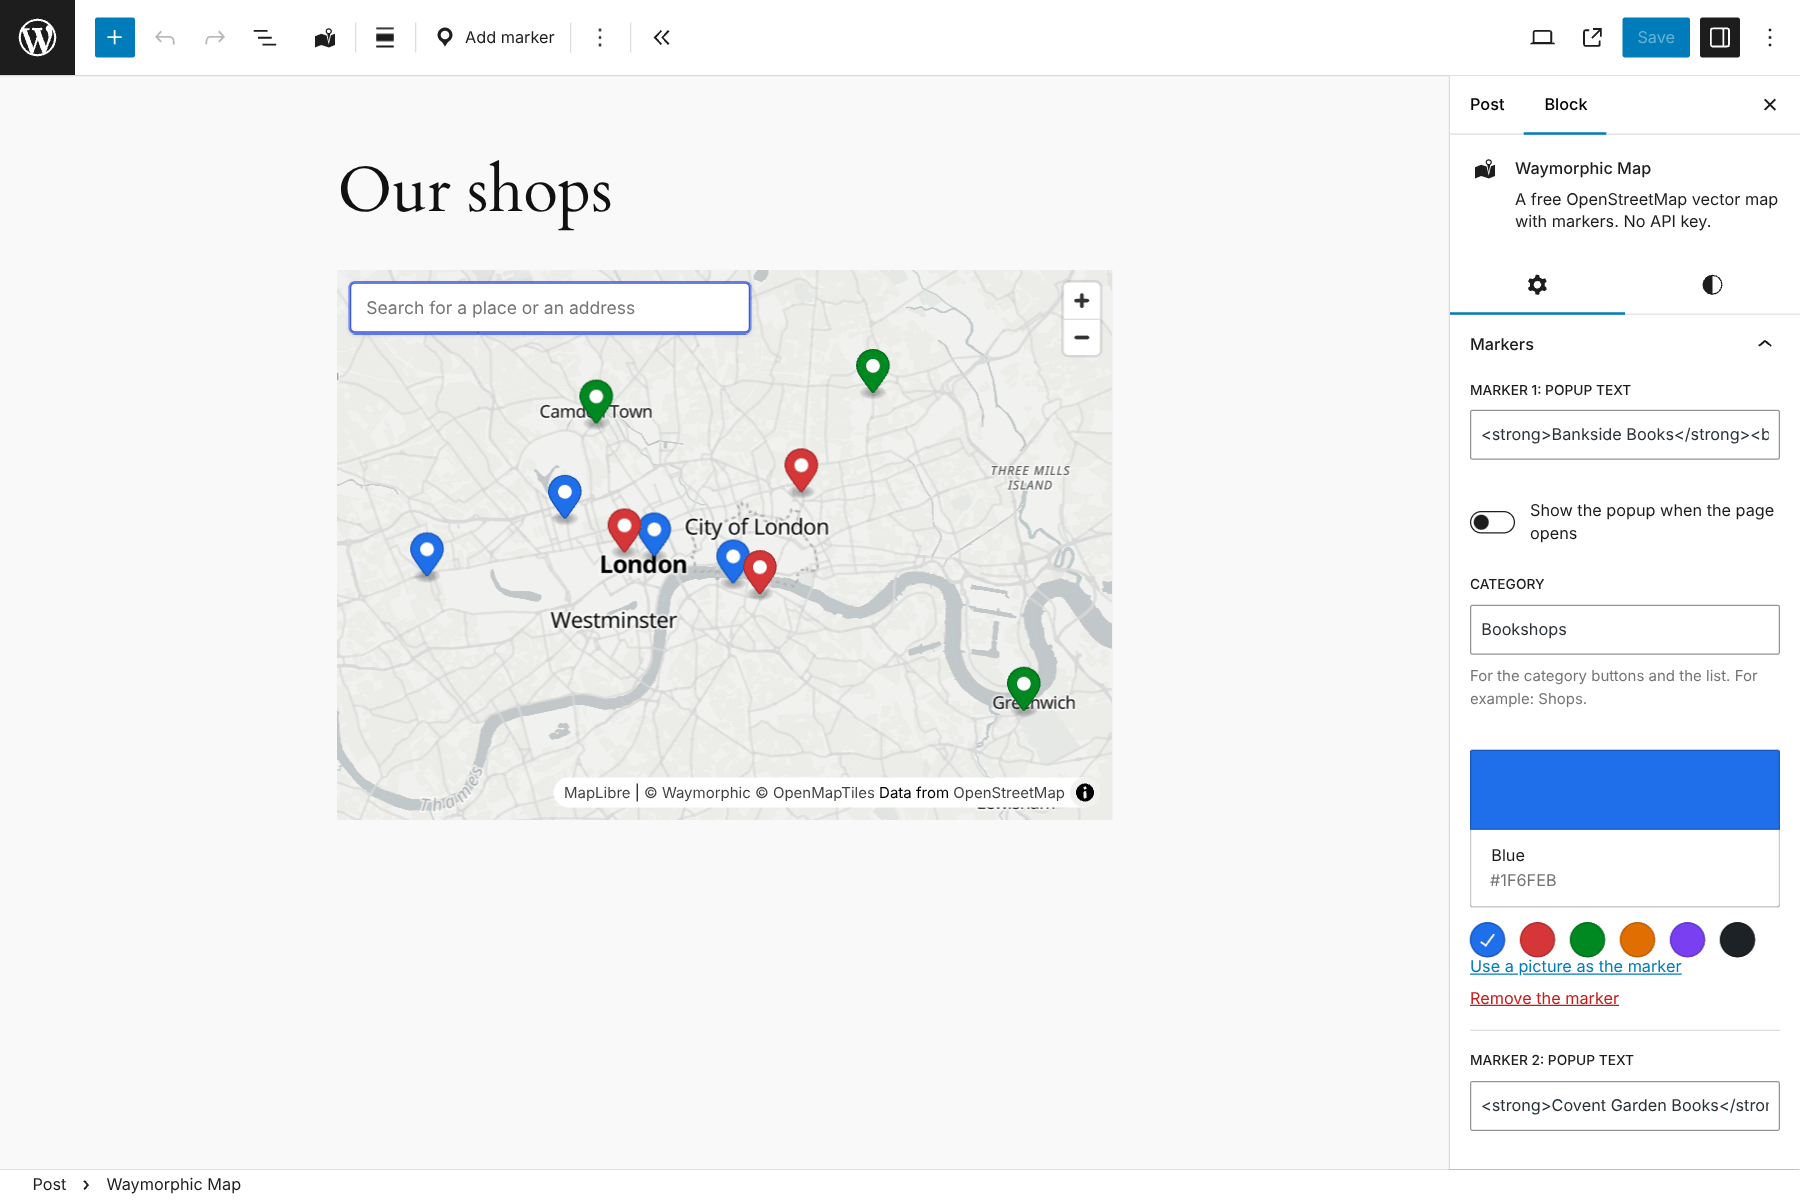 Add marker
Save
Post
Block
Our shops
Waymorphic Map
A free OpenStreetMap vector map
with markers. No API key.
Search for a place or an address
Camden Town
THREE MILLS
ISLAND
City of London
London
Westminster
Greenwich
Thames
MapLibre | © Waymorphic © OpenMapTiles Data from OpenStreetMap
Lewisham
Markers
MARKER 1: POPUP TEXT
<strong>Bankside Books</strong><b
Show the popup when the page
opens
CATEGORY
Bookshops
For the category buttons and the list. For
example: Shops.
Blue
#1F6FEB
Use a picture as the marker
Remove the marker
MARKER 2: POPUP TEXT
<strong>Covent Garden Books</stron
Post › Waymorphic Map